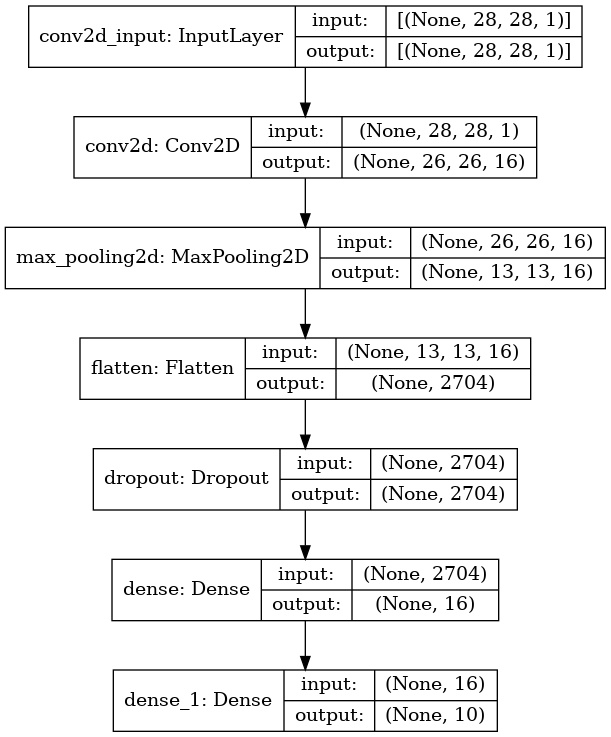 conv2d_input: InputLayer
input:
[(None, 28, 28, 1)]
output:
[(None, 28, 28, 1)]
conv2d: Conv2D
input:
(None, 28, 28, 1)
output:
(None, 26, 26, 16)
max_pooling2d: MaxPooling2D
input:
(None, 26, 26, 16)
output:
(None, 13, 13, 16)
flatten: Flatten
input:
(None, 13, 13, 16)
output:
(None, 2704)
dropout: Dropout
input:
(None, 2704)
output:
(None, 2704)
dense: Dense
input:
(None, 2704)
output:
(None, 16)
dense_1: Dense
input:
(None, 16)
output:
(None, 10)